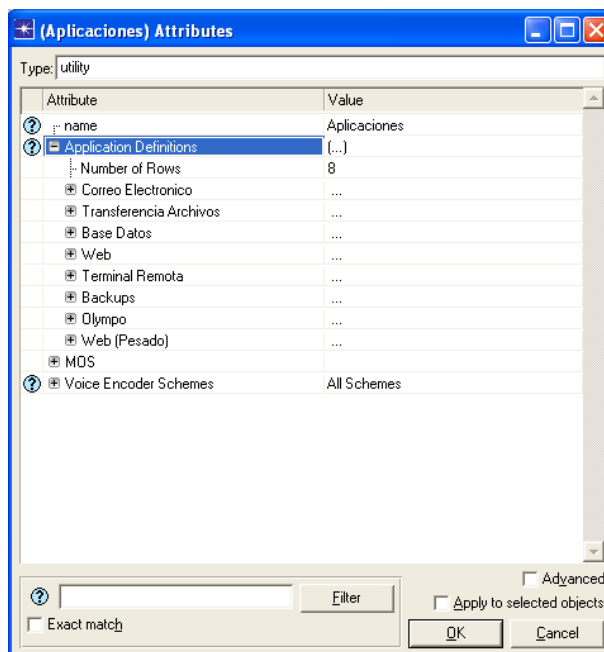 (Aplicaciones) Attributes
Type: utility
Attribute Value
name Aplicaciones
Application Definitions (...)
Number of Rows 8
Correo Electronico ...
Transferencia Archivos ...
Base Datos ...
Web ...
Terminal Remota ...
Backups ...
Olympo ...
Web (Pesado) ...
MOS
Voice Encoder Schemes All Schemes
Advanced
Filter
Apply to selected objects
Exact match
OK Cancel